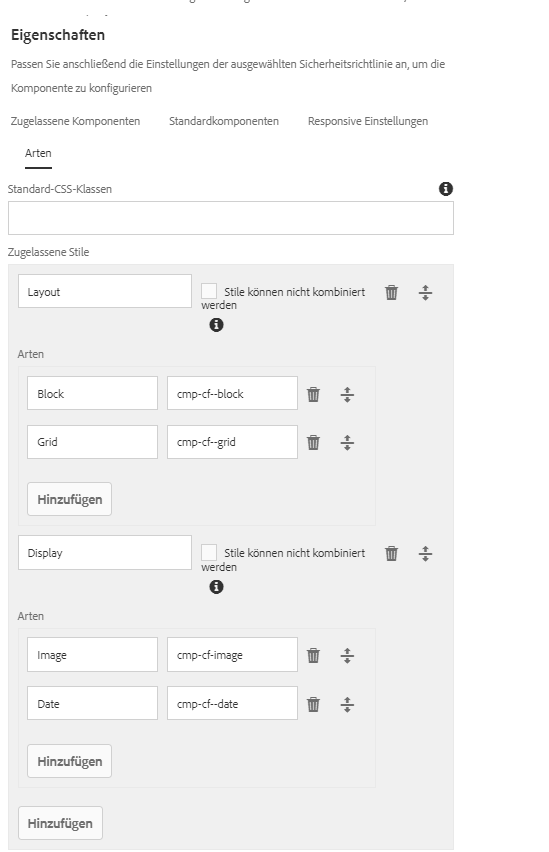 Eigenschaften
Passen Sie anschließend die Einstellungen der ausgewählten Sicherheitsrichtlinie an, um die
Komponente zu konfigurieren
Zugelassene Komponenten Standardkomponenten Responsive Einstellungen
Arten
Standard-CSS-Klassen
Zugelassene Stile
Layout Stile können nicht kombiniert
werden
Arten
Block cmp-cf--block
Grid cmp-cf--grid
Hinzufügen
Display Stile können nicht kombiniert
werden
Arten
Image cmp-cf-image
Date cmp-cf--date
Hinzufügen
Hinzufügen